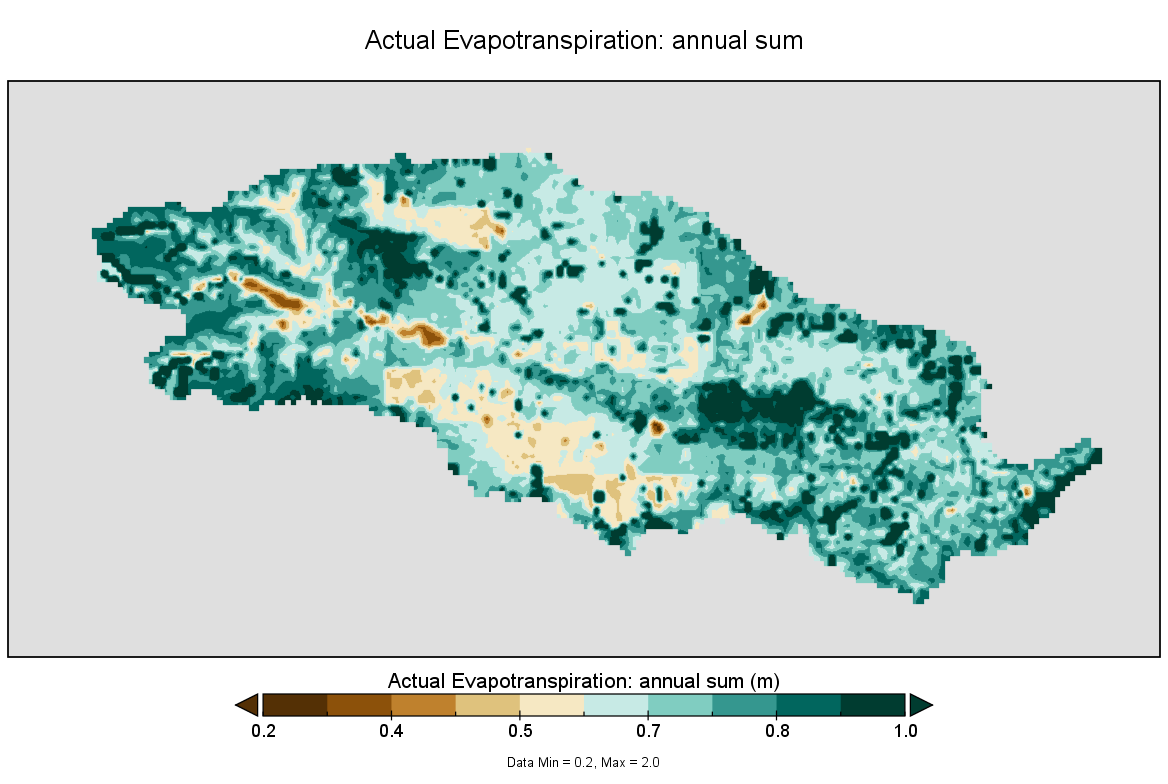 Actual Evapotranspiration: annual sum
Actual Evapotranspiration: annual sum (m)
0.2 0.4 0.5 0.7 0.8 1.0
Data Min = 0.2, Max = 2.0